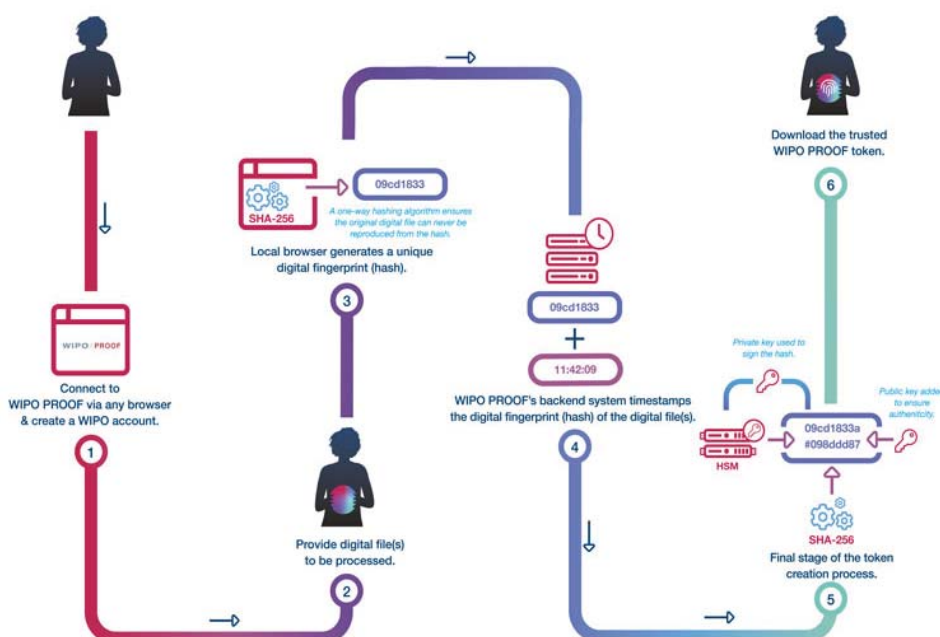 WIPO PROOF
Connect to
WIPO PROOF via any browser
& create a WIPO account.
1
Provide digital file(s)
to be processed.
2
SHA-256
09cd1833
A one-way hashing algorithm ensures
the original digital file can never be
reproduced from the hash.
Local browser generates a unique
digital fingerprint (hash).
3
09cd1833
+
11:42:09
WIPO PROOF's backend system timestamps
the digital fingerprint (hash) of the digital file(s).
4
Private key used to
sign the hash.
Public key adde
to ensure
authenitcity.
09cd1833a
#098ddd87
HSM
SHA-256
Final stage of the token
creation process.
5
Download the trusted
WIPO PROOF token.
6